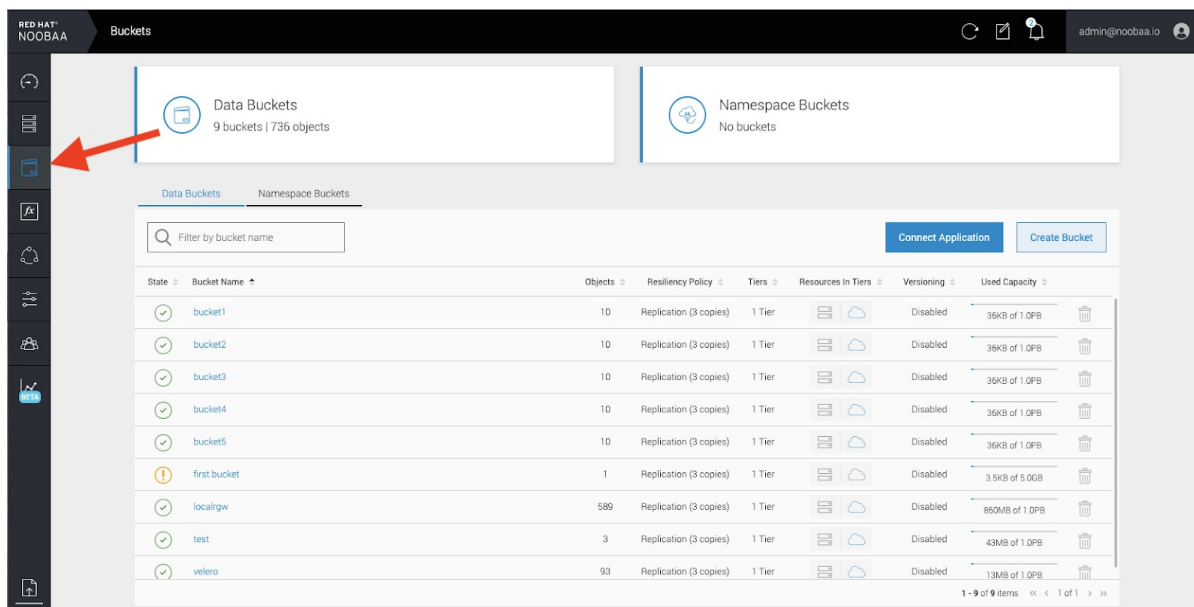 RED HAT®
NOOBAA
Buckets
2
admin@noobaa.io
Data Buckets
9 buckets | 736 objects
Namespace Buckets
No buckets
fx
BETA
Data Buckets Namespace Buckets
Filter by bucket name
Connect Application
Create Bucket
State Bucket Name Objects Resiliency Policy Tiers Resources In Tiers Versioning Used Capacity
bucket1 10 Replication (3 copies) 1 Tier Disabled 36KB of 1.0PB
bucket2 10 Replication (3 copies) 1 Tier Disabled 36KB of 1.0PB
bucket3 10 Replication (3 copies) 1 Tier Disabled 36KB of 1.0PB
bucket4 10 Replication (3 copies) 1 Tier Disabled 36KB of 1.0PB
bucket5 10 Replication (3 copies) 1 Tier Disabled 36KB of 1.0PB
first.bucket 1 Replication (3 copies) 1 Tier Disabled 3.5KB of 5.0GB
localrgw 589 Replication (3 copies) 1 Tier Disabled 860MB of 1.0PB
test 3 Replication (3 copies) 1 Tier Disabled 43MB of 1.0PB
velero 93 Replication (3 copies) 1 Tier Disabled 13MB of 1.0PB
1 - 9 of 9 items << < 1 of 1 > >>